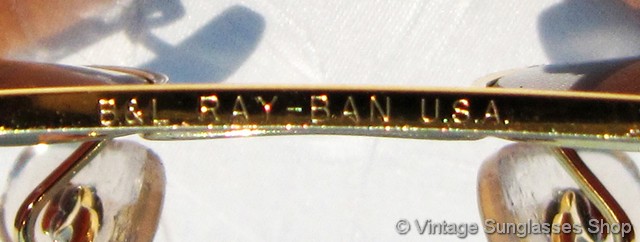 B&L RAY-BAN U.S.A.
© Vintage Sunglasses Shop